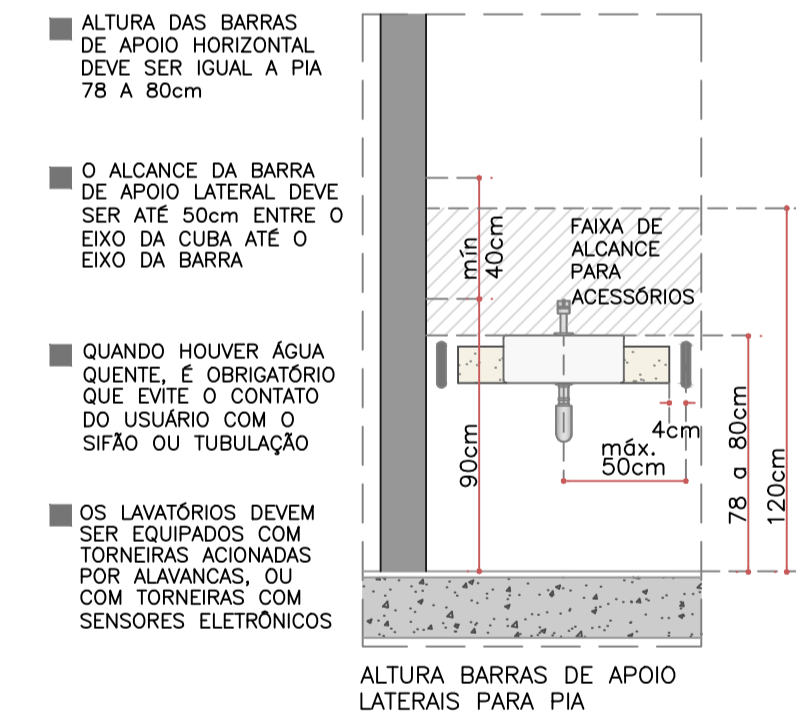 ALTURA DAS BARRAS
DE APOIO HORIZONTAL
DEVE SER IGUAL A PIA
78 A 80cm
O ALCANCE DA BARRA
DE APOIO LATERAL DEVE
SER ATÉ 50cm ENTRE O
EIXO DA CUBA ATÉ O
EIXO DA BARRA
QUANDO HOUVER ÁGUA
QUENTE, É OBRIGATÓRIO
QUE EVITE O CONTATO
DO USUÁRIO COM O
SIFÃO OU TUBULAÇÃO
OS LAVATÓRIOS DEVEM
SER EQUIPADOS COM
TORNEIRAS ACIONADAS
POR ALAVANCAS, OU
COM TORNEIRAS COM
SENSORES ELETRÔNICOS
mín
40cm
FAIXA DE
ALCANCE
PARA
ACESSÓRIOS
90cm
4cm
máx.
50cm
78 a 80cm
120cm
ALTURA BARRAS DE APOIO
LATERAIS PARA PIA